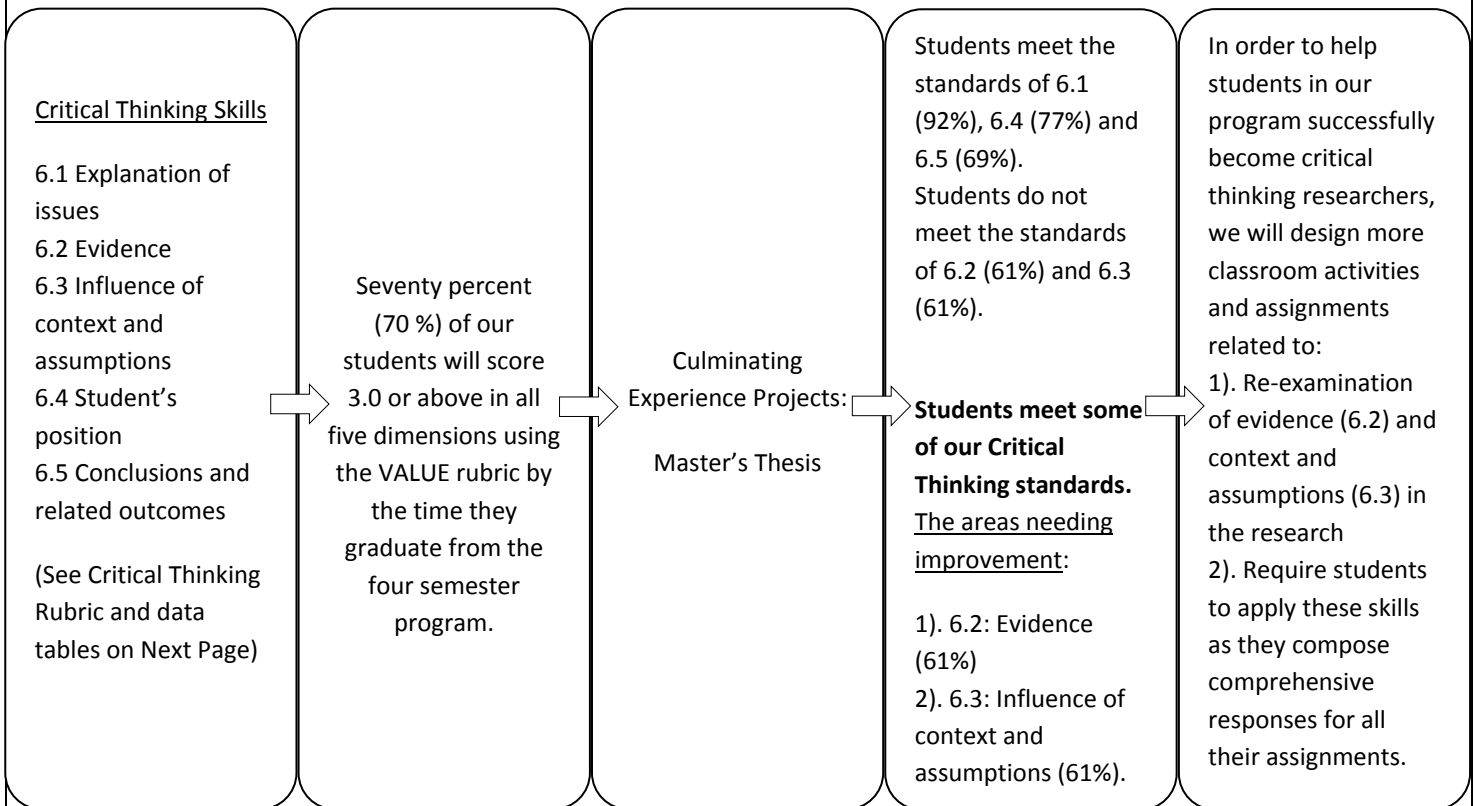 Critical Thinking Skills
6.1 Explanation of
issues
6.2 Evidence
6.3 Influence of
context and
assumptions
6.4 Student’s
position
6.5 Conclusions and
related outcomes
(See Critical Thinking
Rubric and data
tables on Next Page)
Seventy percent
(70 %) of our
students will score
3.0 or above in all
five dimensions using
the VALUE rubric by
the time they
graduate from the
four semester
program.
Culminating
Experience Projects:
Master’s Thesis
Students meet the
standards of 6.1
(92%), 6.4 (77%) and
6.5 (69%).
Students do not
meet the standards
of 6.2 (61%) and 6.3
(61%).
Students meet some
of our Critical
Thinking standards.
The areas needing
improvement:
1). 6.2: Evidence
(61%)
2). 6.3: Influence of
context and
assumptions (61%).
In order to help
students in our
program successfully
become critical
thinking researchers,
we will design more
classroom activities
and assignments
related to:
1). Re-examination
of evidence (6.2) and
context and
assumptions (6.3) in
the research
2). Require students
to apply these skills
as they compose
comprehensive
responses for all
their assignments.